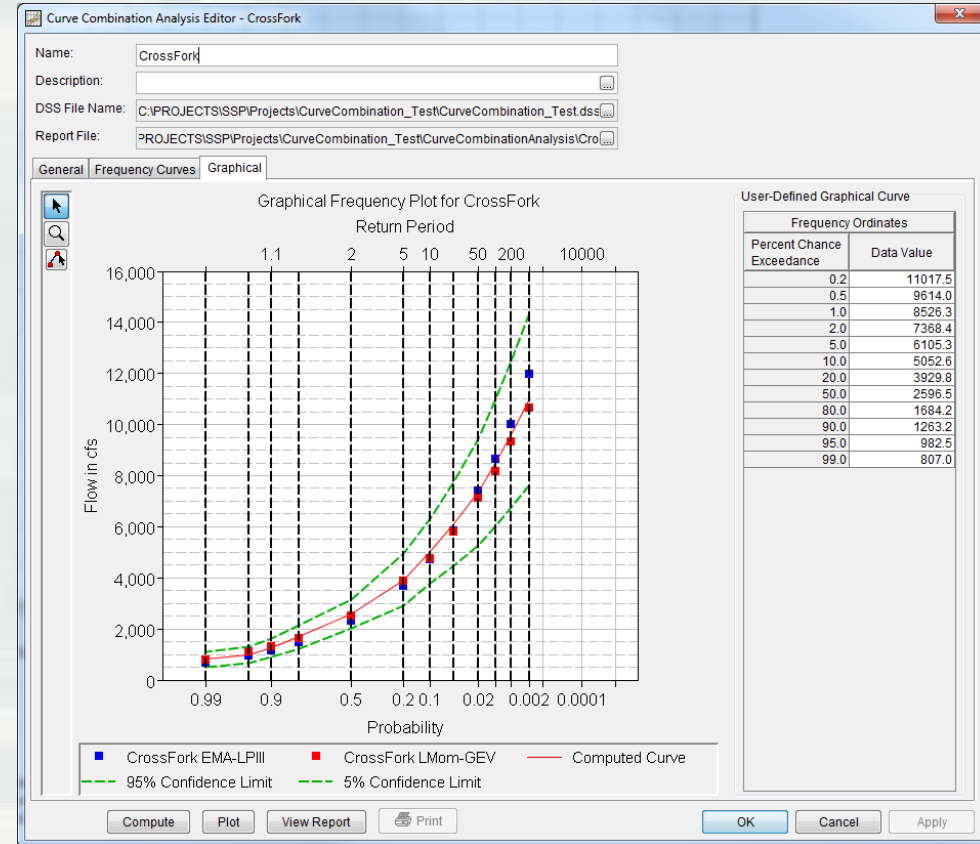 Curve Combination Analysis Editor - CrossFork
x
Name: CrossFork
Description: ...
DSS File Name: C:\PROJECTS\SSP\Projects\CurveCombination_Test\CurveCombination_Test.dss ...
Report File: PROJECTS\SSP\Projects\CurveCombination_Test\CurveCombinationAnalysis\Cro ...
General Frequency Curves Graphical
Graphical Frequency Plot for CrossFork
Return Period
1.1 2 5 10 50 200 10000
16,000
14,000
12,000
10,000
8,000
6,000
4,000
2,000
0
Flow in cfs
0.99 0.9 0.5 0.2 0.1 0.02 0.002 0.0001
Probability
CrossFork EMA-LPIII CrossFork LMom-GEV Computed Curve
95% Confidence Limit 5% Confidence Limit
User-Defined Graphical Curve
Frequency Ordinates
Percent Chance Exceedance Data Value
0.2 11017.5
0.5 9614.0
1.0 8526.3
2.0 7368.4
5.0 6105.3
10.0 5052.6
20.0 3929.8
50.0 2596.5
80.0 1684.2
90.0 1263.2
95.0 982.5
99.0 807.0
Compute Plot View Report Print OK Cancel Apply